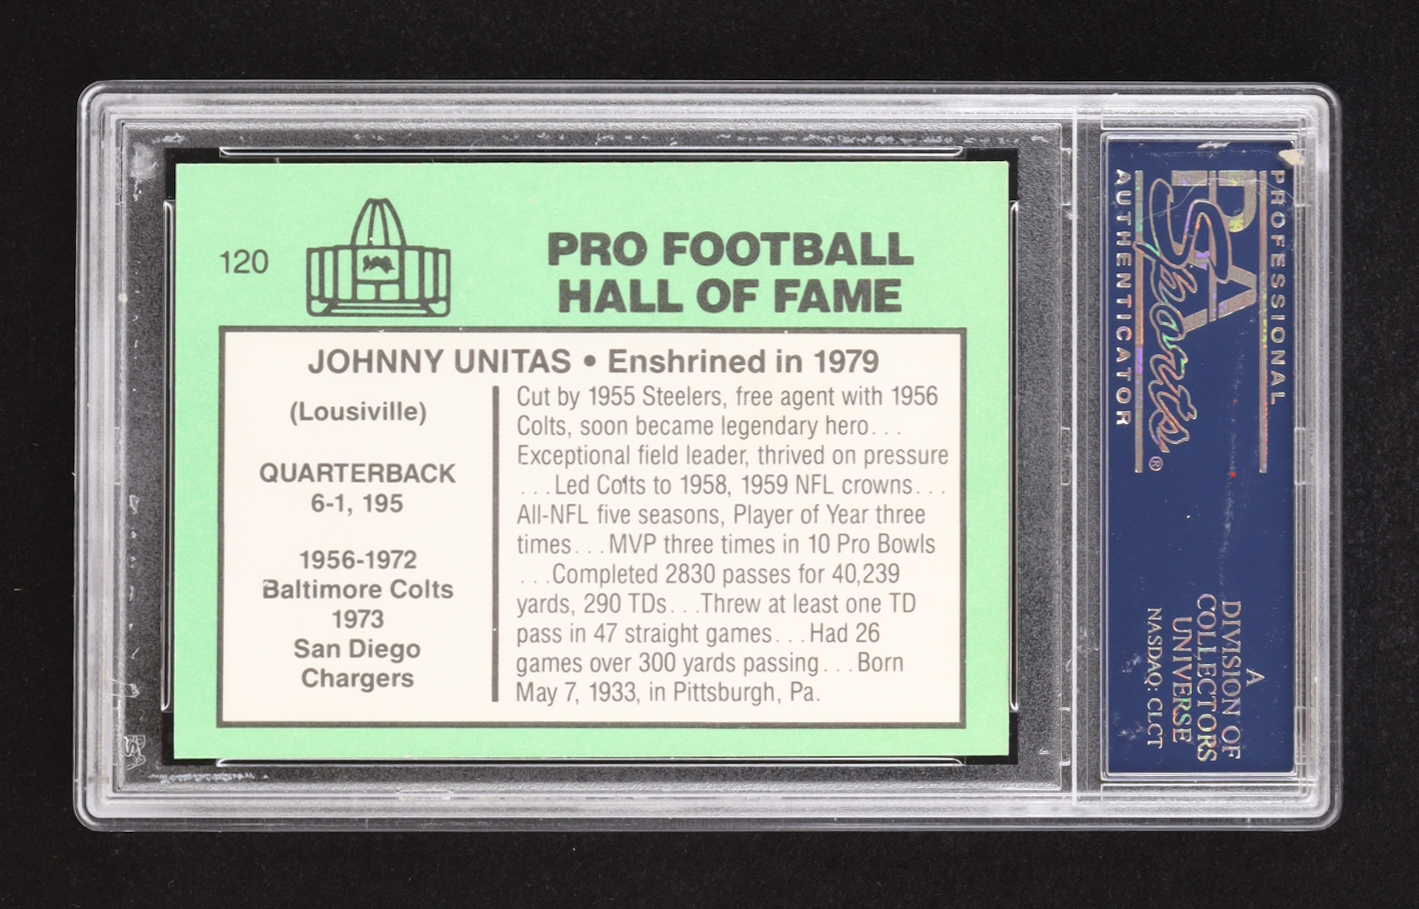 120
PRO FOOTBALL
HALL OF FAME
JOHNNY UNITAS • Enshrined in 1979
(Lousiville)
QUARTERBACK
6-1, 195
1956-1972
Baltimore Colts
1973
San Diego
Chargers
Cut by 1955 Steelers, free agent with 1956
Colts, soon became legendary hero...
Exceptional field leader, thrived on pressure
...Led Colts to 1958, 1959 NFL crowns...
All-NFL five seasons, Player of Year three
times...MVP three times in 10 Pro Bowls
...Completed 2830 passes for 40,239
yards, 290 TDs...Threw at least one TD
pass in 47 straight games...Had 26
games over 300 yards passing...Born
May 7, 1933, in Pittsburgh, Pa.
PROFESSIONAL
PSA
Sports®
AUTHENTICATOR
A
DIVISION OF
COLLECTORS
UNIVERSE
NASDAQ: CLCT